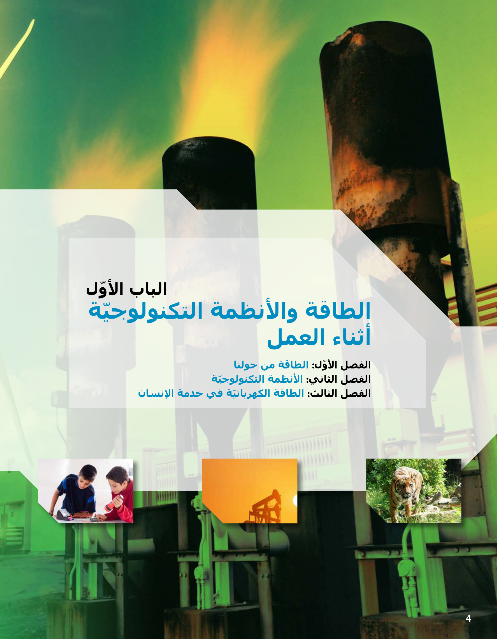 الباب الأوّل
الطاقة والأنظمة التكنولوجيّة
أثناء العمل
الفصل الأوّل: الطاقة من حولنا
الفصل الثاني: الأنظمة التكنولوجيّة
الفصل الثالث: الطاقة الكهربائيّة في خدمة الإنسان
4